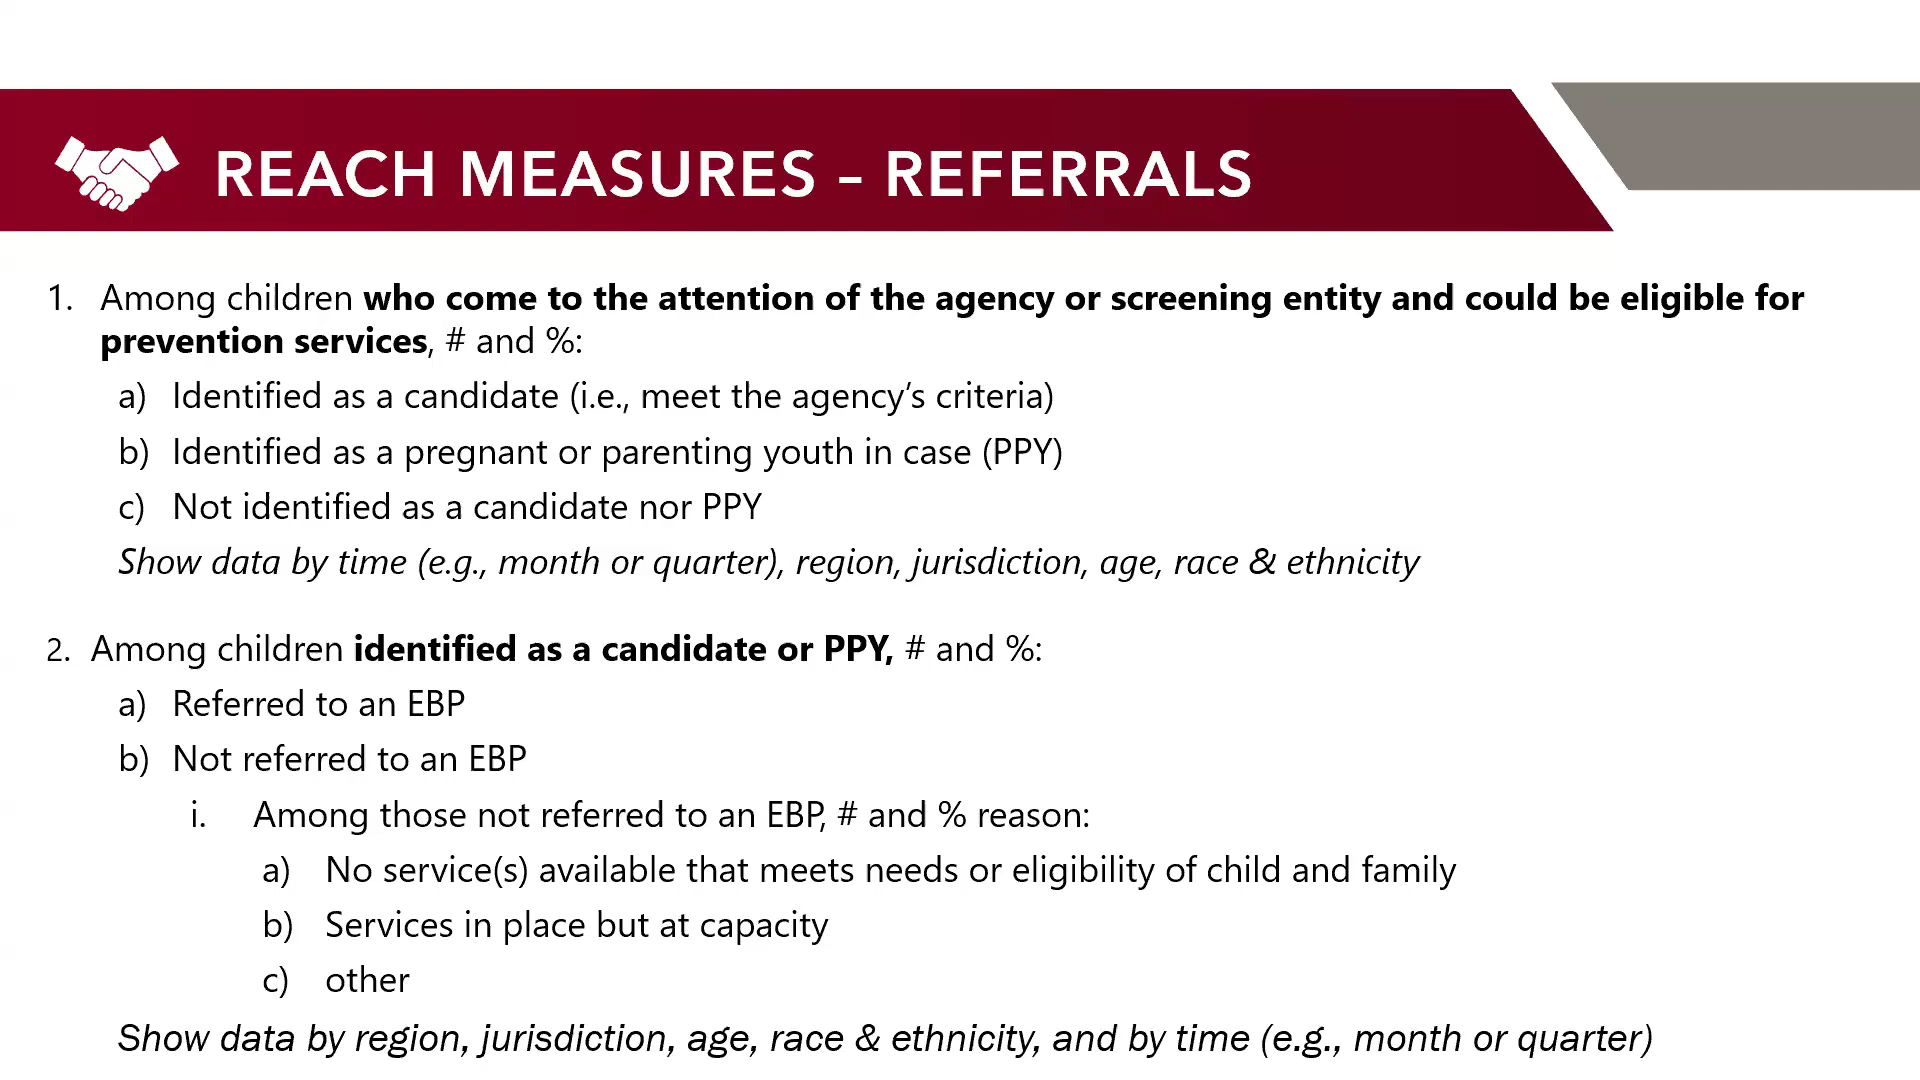 REACH MEASURES – REFERRALS
1. Among children who come to the attention of the agency or screening entity and could be eligible for
prevention services, # and %:
a) Identified as a candidate (i.e., meet the agency’s criteria)
b) Identified as a pregnant or parenting youth in case (PPY)
c) Not identified as a candidate nor PPY
Show data by time (e.g., month or quarter), region, jurisdiction, age, race & ethnicity
2. Among children identified as a candidate or PPY, # and %:
a) Referred to an EBP
b) Not referred to an EBP
i. Among those not referred to an EBP, # and % reason:
a) No service(s) available that meets needs or eligibility of child and family
b) Services in place but at capacity
c) other
Show data by region, jurisdiction, age, race & ethnicity, and by time (e.g., month or quarter)